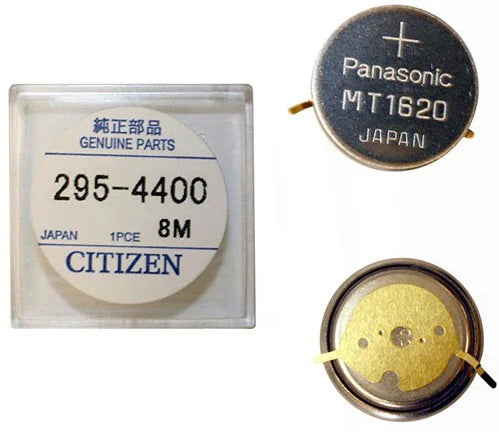 純正部品
GENUINE PARTS
295-4400
JAPAN 1PCE 8M
CITIZEN
+
Panasonic
MT1620
JAPAN